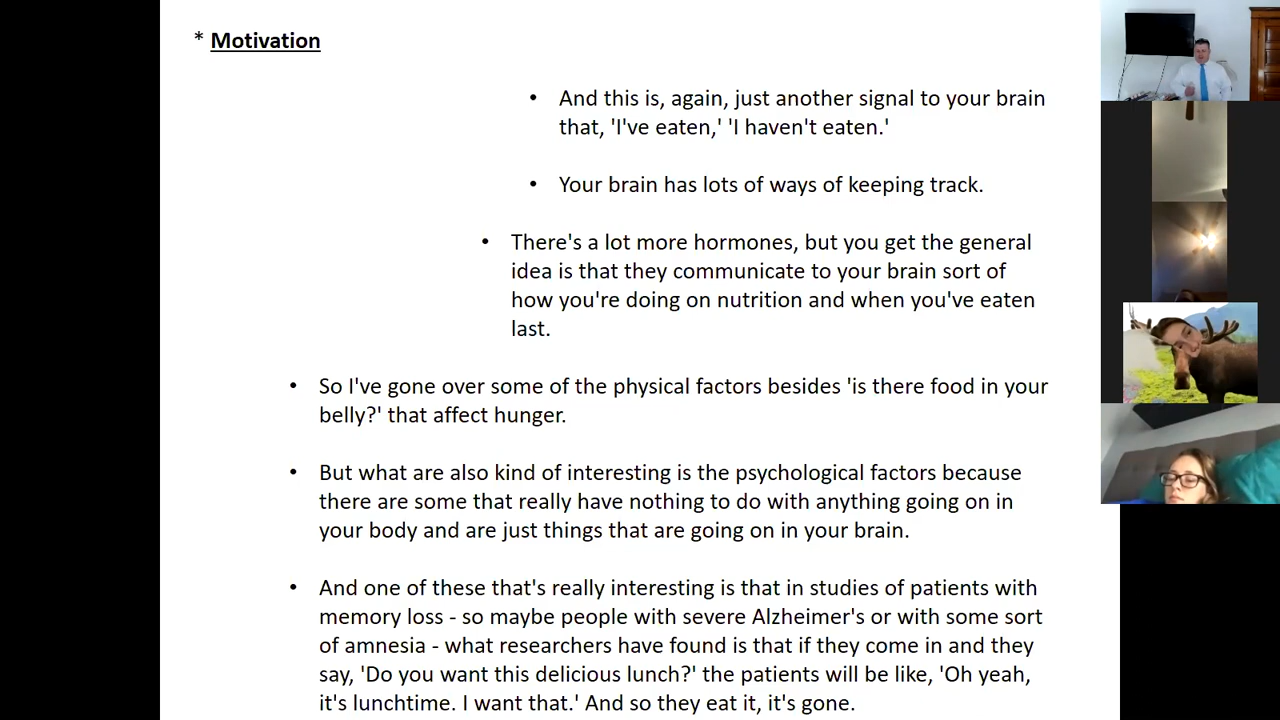 * Motivation
• And this is, again, just another signal to your brain
that, 'I've eaten,' 'I haven't eaten.'
• Your brain has lots of ways of keeping track.
• There's a lot more hormones, but you get the general
idea is that they communicate to your brain sort of
how you're doing on nutrition and when you've eaten
last.
• So I've gone over some of the physical factors besides 'is there food in your
belly?' that affect hunger.
• But what are also kind of interesting is the psychological factors because
there are some that really have nothing to do with anything going on in
your body and are just things that are going on in your brain.
• And one of these that's really interesting is that in studies of patients with
memory loss - so maybe people with severe Alzheimer's or with some sort
of amnesia - what researchers have found is that if they come in and they
say, 'Do you want this delicious lunch?' the patients will be like, 'Oh yeah,
it's lunchtime. I want that.' And so they eat it, it's gone.